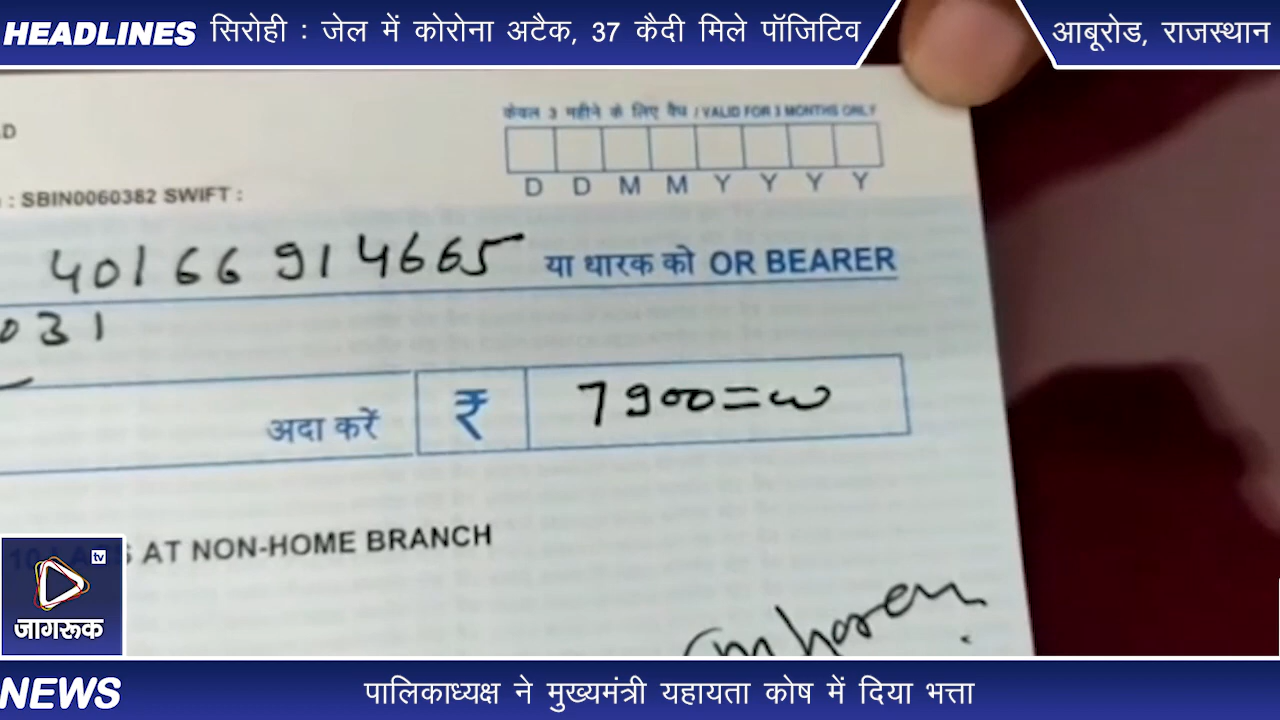 HEADLINES सिरोही : जेल में कोरोना अटैक, 37 कैदी मिले पॉजिटिव
आबूरोड, राजस्थान
केवल 3 महीने के लिए वैध / VALID FOR 3 MONTHS ONLY
D D M M Y Y Y Y
: SBIN0060382 SWIFT :
40166914665 या धारक को OR BEARER
031
अदा करें ₹ 7900=00
AT NON-HOME BRANCH
tv
जागरूक
NEWS पालिकाध्यक्ष ने मुख्यमंत्री यहायता कोष में दिया भत्ता